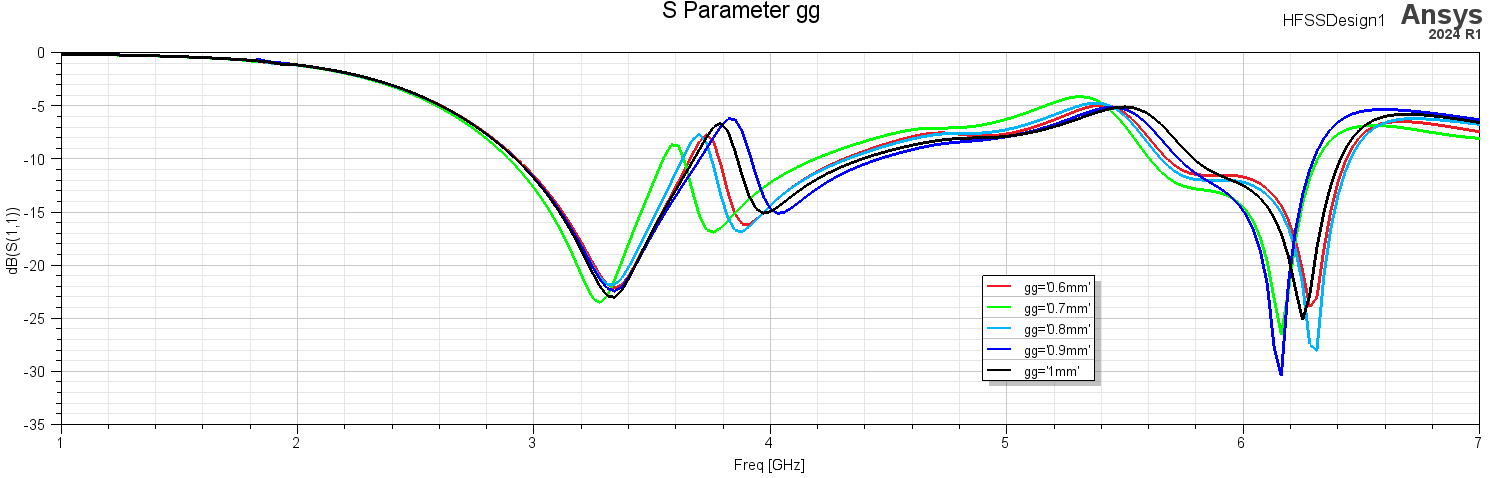 S Parameter gg
HFSSDesign1
Ansys
2024 R1
0
-5
-10
-15
-20
-25
-30
-35
dB(S(1,1))
gg='0.6mm'
gg='0.7mm'
gg='0.8mm'
gg='0.9mm'
gg='1mm'
1 2 3 4 5 6 7
Freq [GHz]